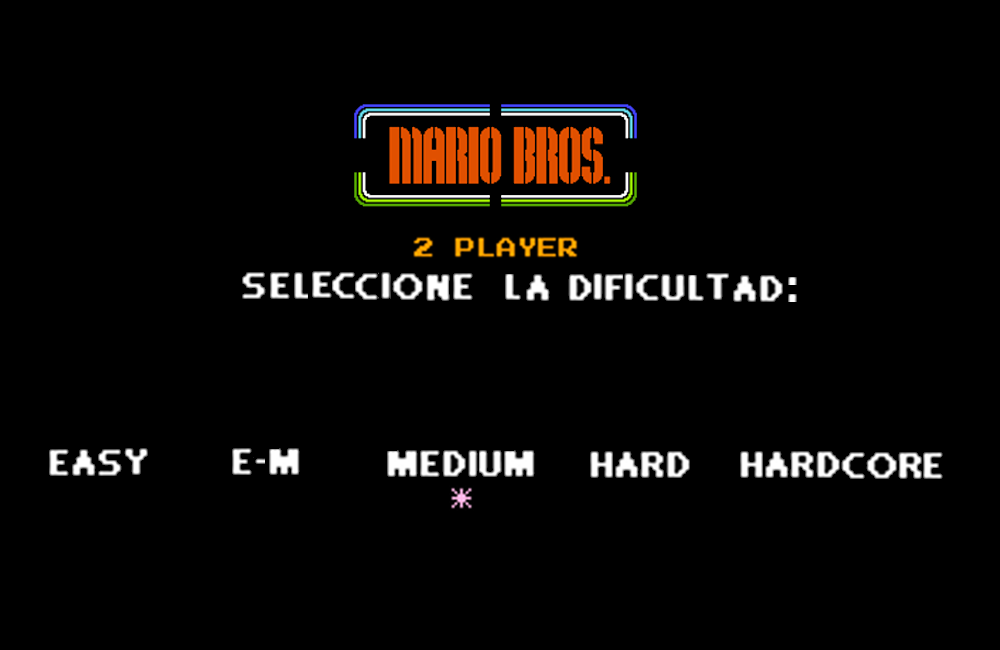 MARIO BROS.
2 PLAYER
SELECCIONE LA DIFICULTAD:
EASY E-M MEDIUM HARD HARDCORE